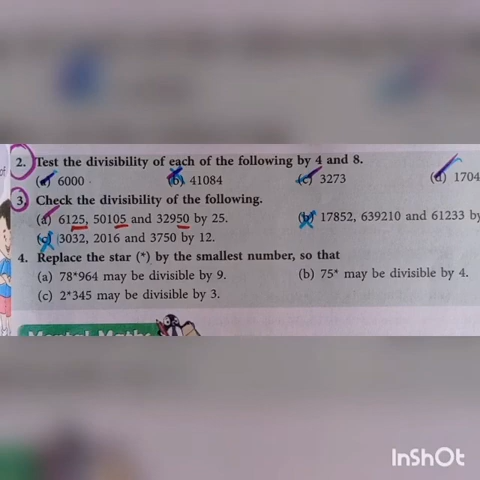 of
2. Test the divisibility of each of the following by 4 and 8.
(a) 6000 (b) 41084 (c) 3273 (d) 1704
3. Check the divisibility of the following.
(a) 6125, 50105 and 32950 by 25. (b) 17852, 639210 and 61233 by
(c) 3032, 2016 and 3750 by 12.
4. Replace the star (*) by the smallest number, so that
(a) 78*964 may be divisible by 9. (b) 75* may be divisible by 4.
(c) 2*345 may be divisible by 3.
Mental Maths
InShOt